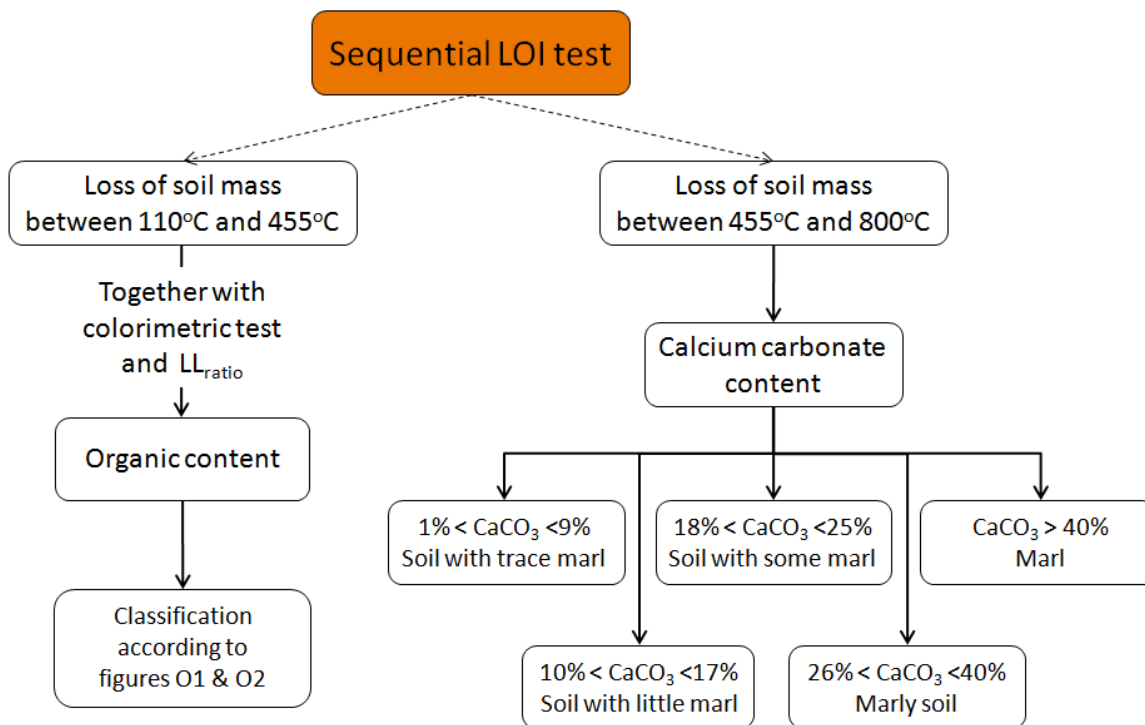 Sequential LOI test
Loss of soil mass
between 110°C and 455°C
Loss of soil mass
between 455°C and 800°C
Together with
colorimetric test
and LLratio
Calcium carbonate
content
Organic content
1% < CaCO₃ <9%
Soil with trace marl
18% < CaCO₃ <25%
Soil with some marl
CaCO₃ > 40%
Marl
Classification
according to
figures O1 & O2
10% < CaCO₃ <17%
Soil with little marl
26% < CaCO₃ <40%
Marly soil